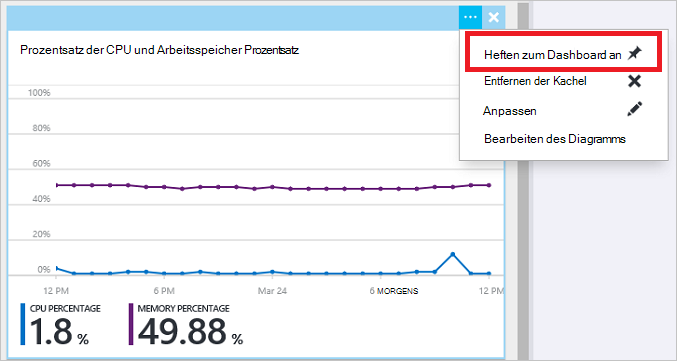 Prozentsatz der CPU und Arbeitsspeicher Prozentsatz
Heften zum Dashboard an
Entfernen der Kachel
Anpassen
Bearbeiten des Diagramms
100%
80%
60%
40%
20%
0%
12 PM 6 PM Mar 24 6 MORGENS 12 PM
CPU PERCENTAGE MEMORY PERCENTAGE
1.8 % 49.88 %